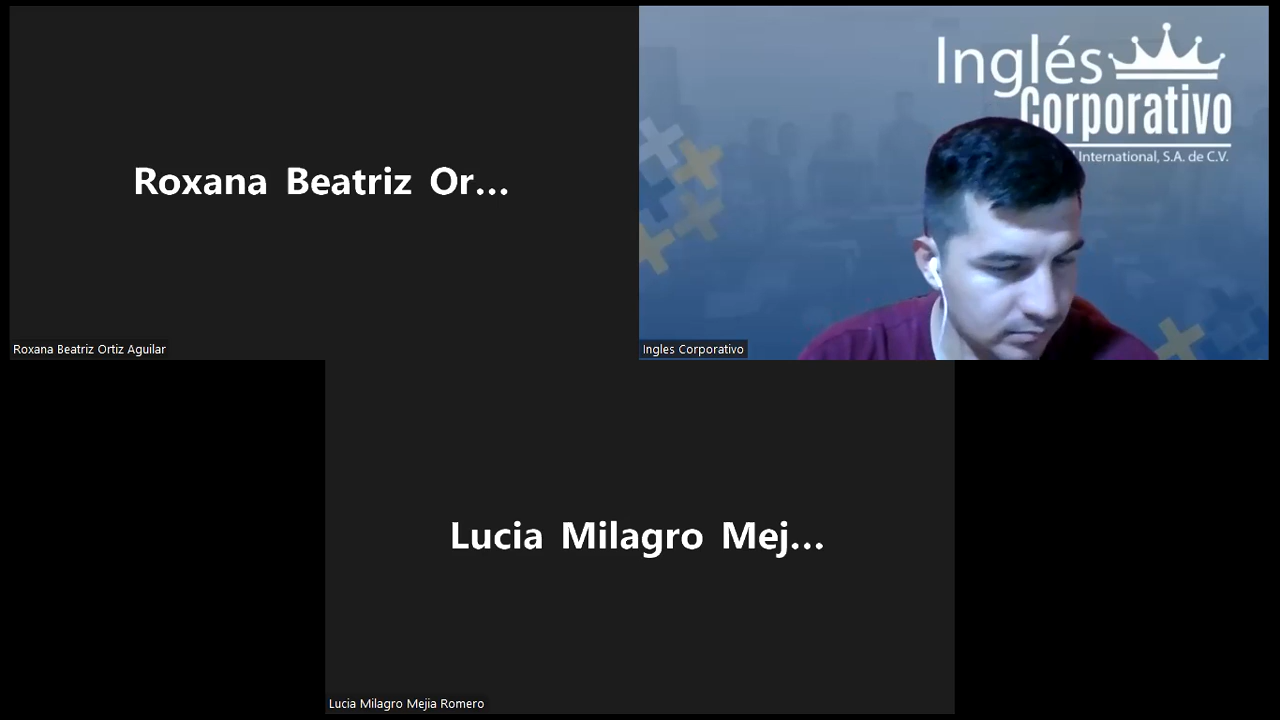 Roxana Beatriz Or...
Roxana Beatriz Ortiz Aguilar
Inglés
Corporativo
International, S.A. de C.V.
Ingles Corporativo
Lucia Milagro Mej...
Lucia Milagro Mejia Romero